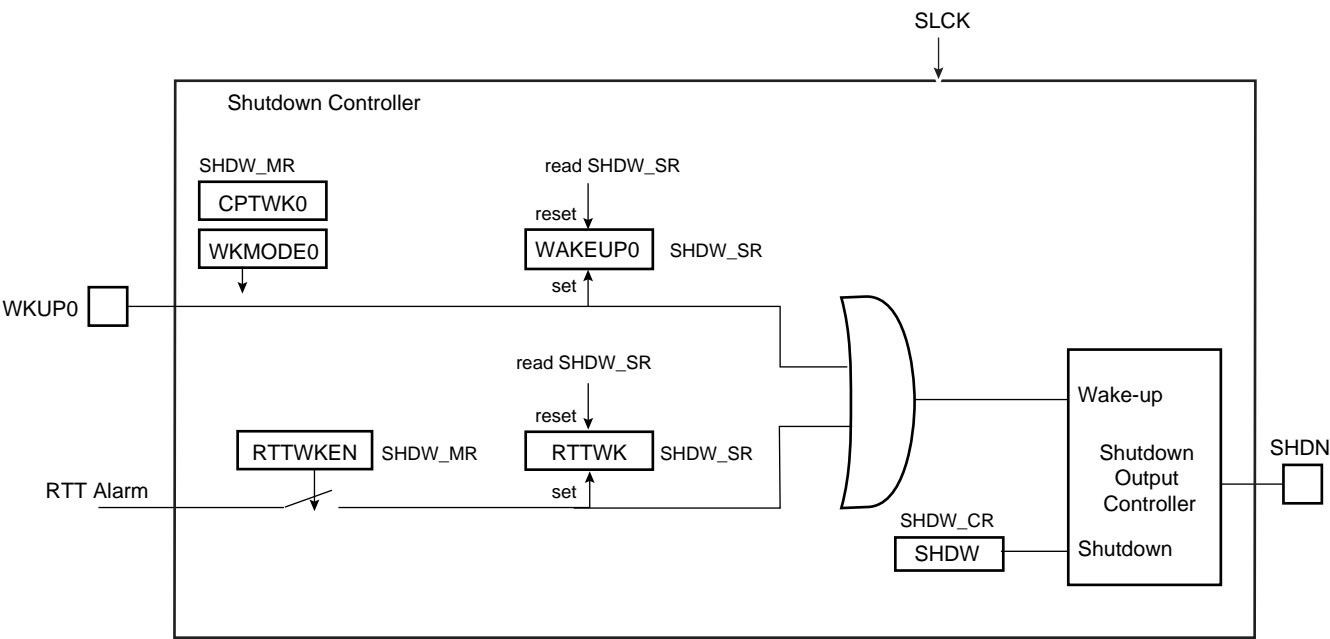 SLCK
Shutdown Controller
SHDW_MR
read SHDW_SR
CPTWK0
reset
WKMODE0
WAKEUP0
SHDW_SR
set
WKUP0
read SHDW_SR
Wake-up
reset
RTTWKEN
SHDW_MR
RTTWK
SHDW_SR
Shutdown
Output
Controller
SHDN
RTT Alarm
set
SHDW_CR
SHDW
Shutdown